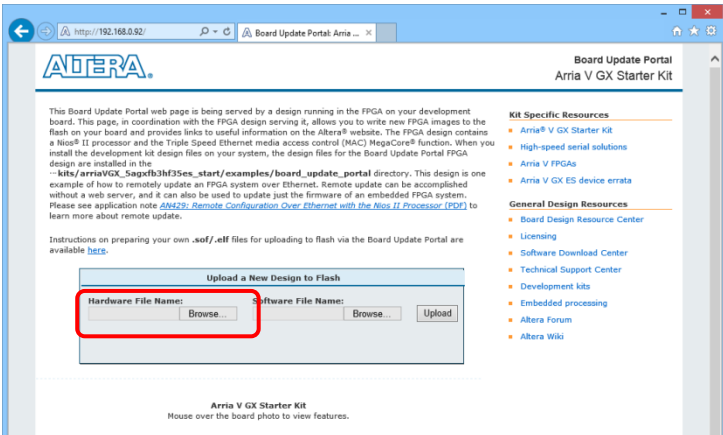 http://192.168.0.92/
Board Update Portal: Arria ...
ALTERA.
Board Update Portal
Arria V GX Starter Kit
This Board Update Portal web page is being served by a design running in the FPGA on your development
board. This page, in coordination with the FPGA design serving it, allows you to write new FPGA images to the
flash on your board and provides links to useful information on the Altera® website. The FPGA design contains
a Nios® II processor and the Triple Speed Ethernet media access control (MAC) MegaCore® function. When you
install the development kit design files on your system, the design files for the Board Update Portal FPGA
design are installed in the
...kits/arriaVGX_5agxfb3hf35es_start/examples/board_update_portal directory. This design is one
example of how to remotely update an FPGA system over Ethernet. Remote update can be accomplished
without a web server, and it can also be used to update just the firmware of an embedded FPGA system.
Please see application note AN429: Remote Configuration Over Ethernet with the Nios II Processor (PDF) to
learn more about remote update.
Instructions on preparing your own .sof/.elf files for uploading to flash via the Board Update Portal are
available here.
Upload a New Design to Flash
Hardware File Name:
Browse...
Software File Name:
Browse...
Upload
Arria V GX Starter Kit
Mouse over the board photo to view features.
Kit Specific Resources
Arria® V GX Starter Kit
High-speed serial solutions
Arria V FPGAs
Arria V GX ES device errata
General Design Resources
Board Design Resource Center
Licensing
Software Download Center
Technical Support Center
Development kits
Embedded processing
Altera Forum
Altera Wiki